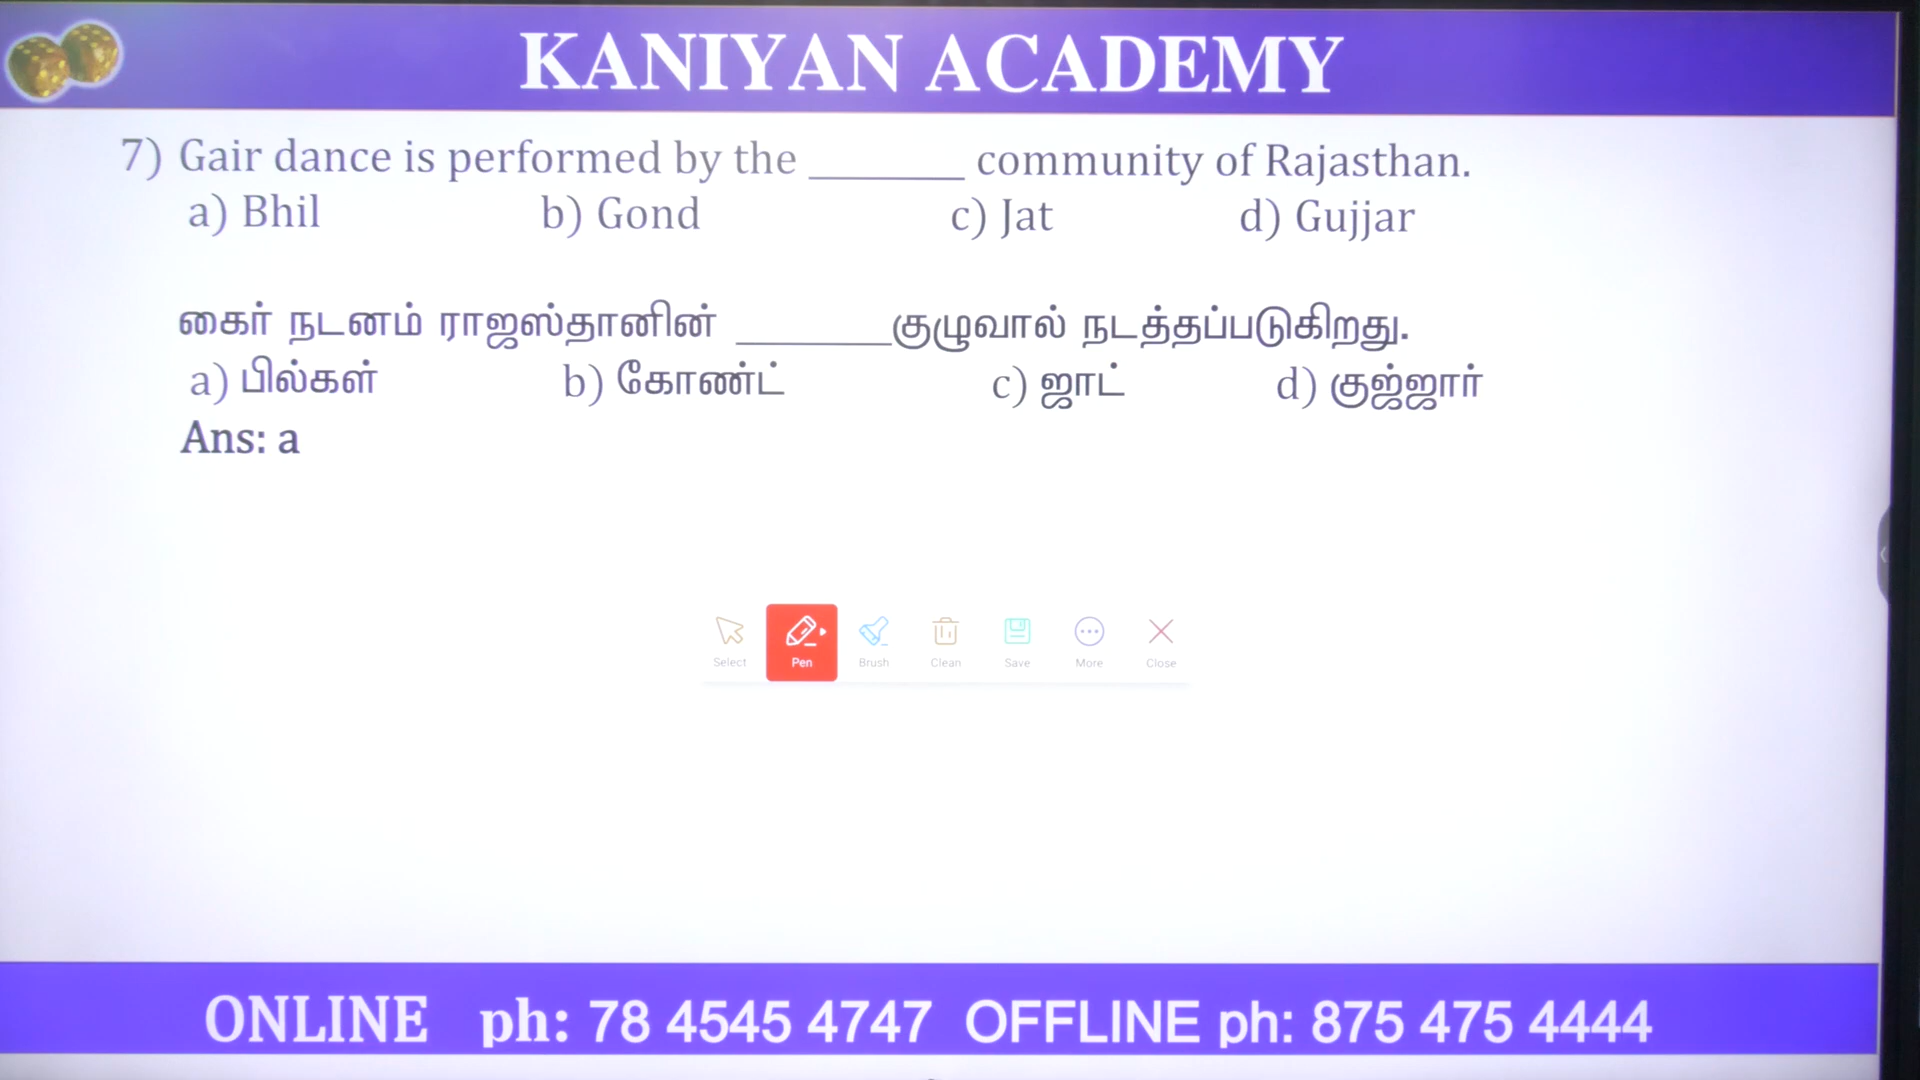 KANIYAN ACADEMY
7) Gair dance is performed by the _______ community of Rajasthan.
a) Bhil b) Gond c) Jat d) Gujjar
கைர் நடனம் ராஜஸ்தானின் _______குழுவால் நடத்தப்படுகிறது.
a) பில்கள் b) கோண்ட் c) ஜாட் d) குஜ்ஜார்
Ans: a
Select Pen Brush Clean Save More Close
ONLINE ph: 78 4545 4747 OFFLINE ph: 875 475 4444